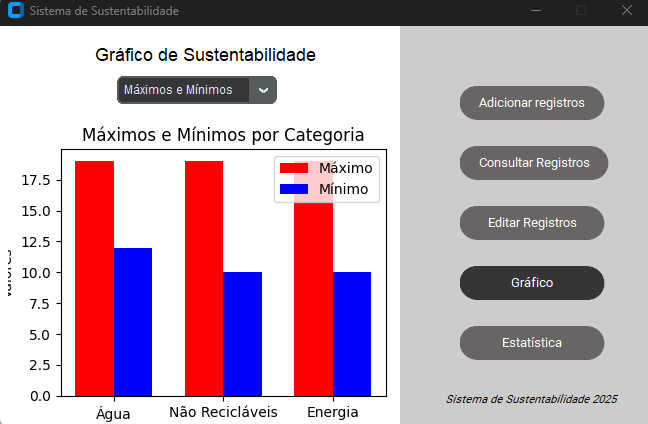 Sistema de Sustentabilidade
Gráfico de Sustentabilidade
Máximos e Mínimos
Máximos e Mínimos por Categoria
Máximo
Mínimo
17.5
15.0
12.5
10.0
7.5
5.0
2.5
0.0
Água
Não Recicláveis
Energia
Adicionar registros
Consultar Registros
Editar Registros
Gráfico
Estatística
Sistema de Sustentabilidade 2025